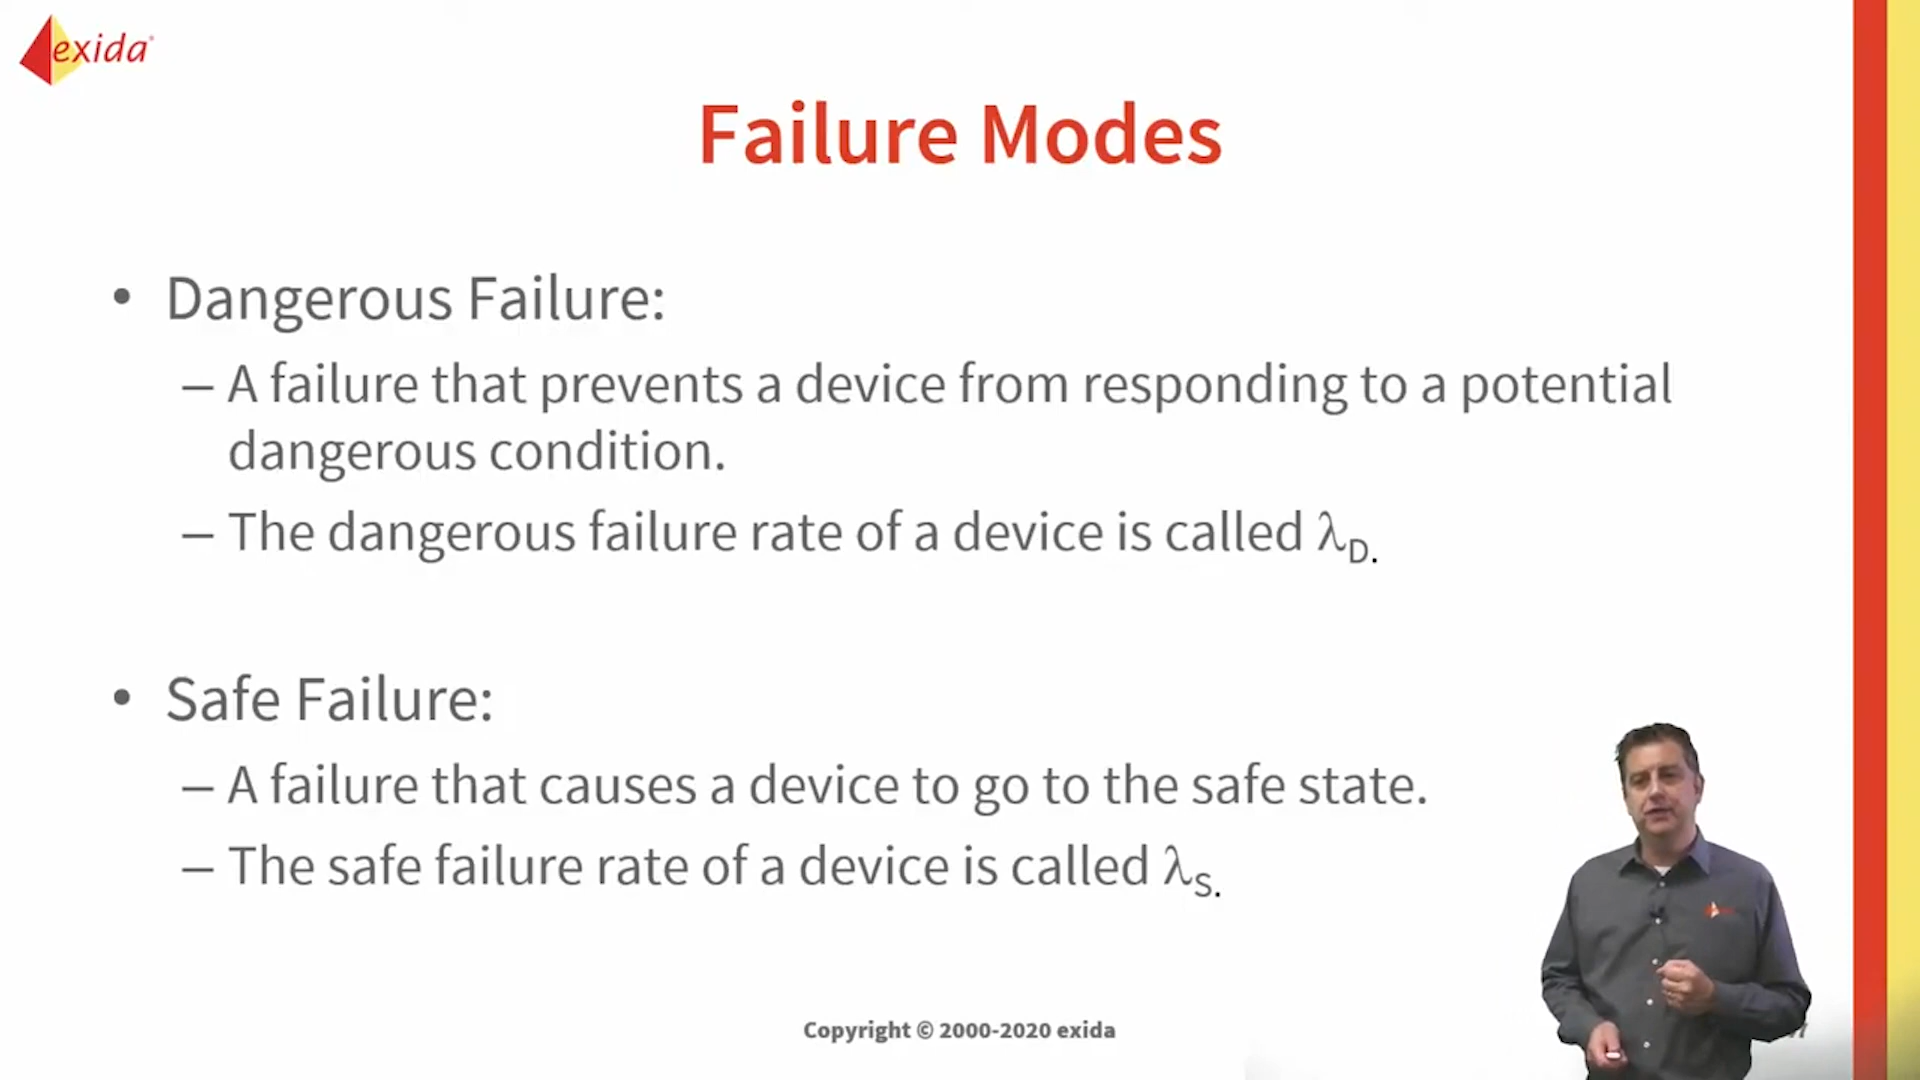 exida
Failure Modes
• Dangerous Failure:
– A failure that prevents a device from responding to a potential
dangerous condition.
– The dangerous failure rate of a device is called λD.
• Safe Failure:
– A failure that causes a device to go to the safe state.
– The safe failure rate of a device is called λS.
Copyright © 2000-2020 exida